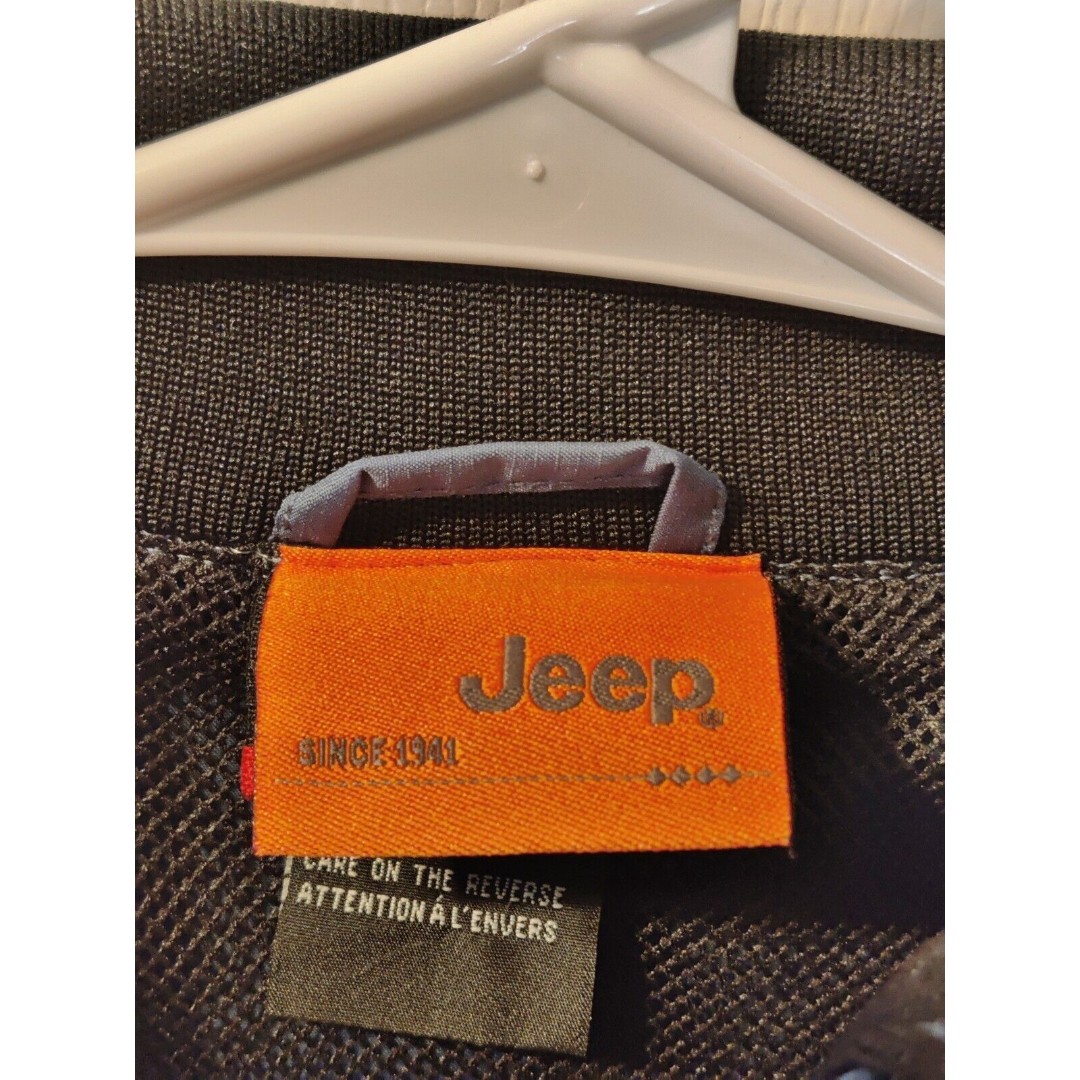 Jeep®
SINCE 1941
CARE ON THE REVERSE
ATTENTION Á L'ENVERS